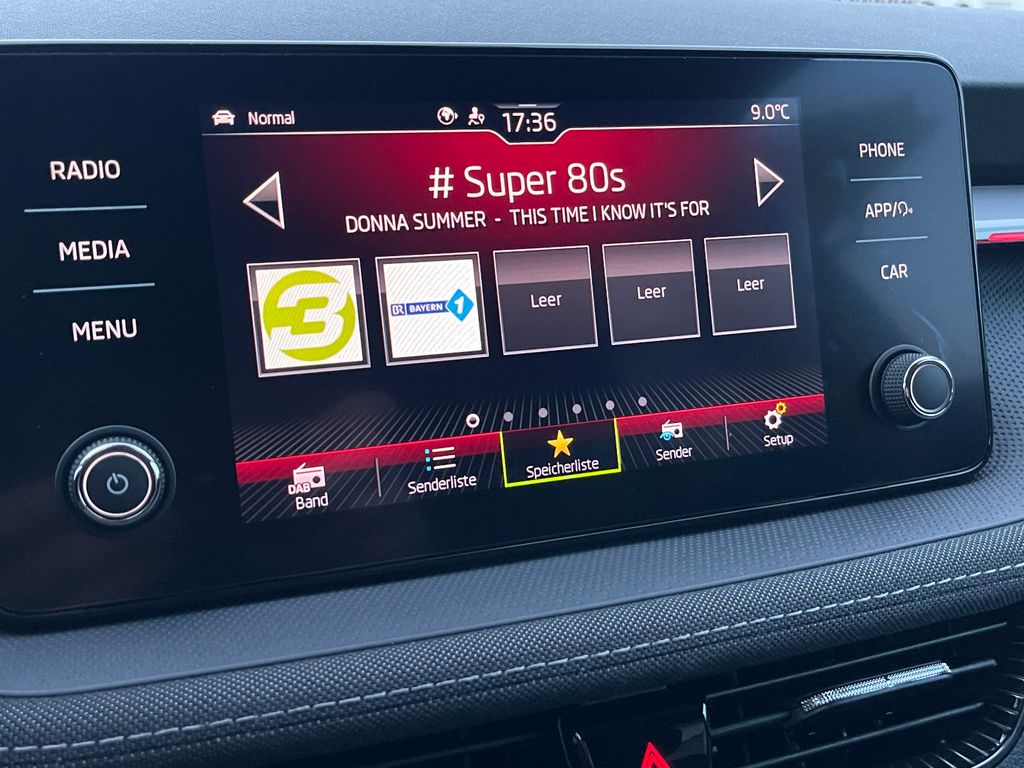 Normal
17:36
9.0°C
RADIO
MEDIA
MENU
# Super 80s
DONNA SUMMER - THIS TIME I KNOW IT'S FOR
3
BR BAYERN 1
Leer
Leer
Leer
DAB
Band
Senderliste
Speicherliste
Sender
Setup
PHONE
APP/
CAR